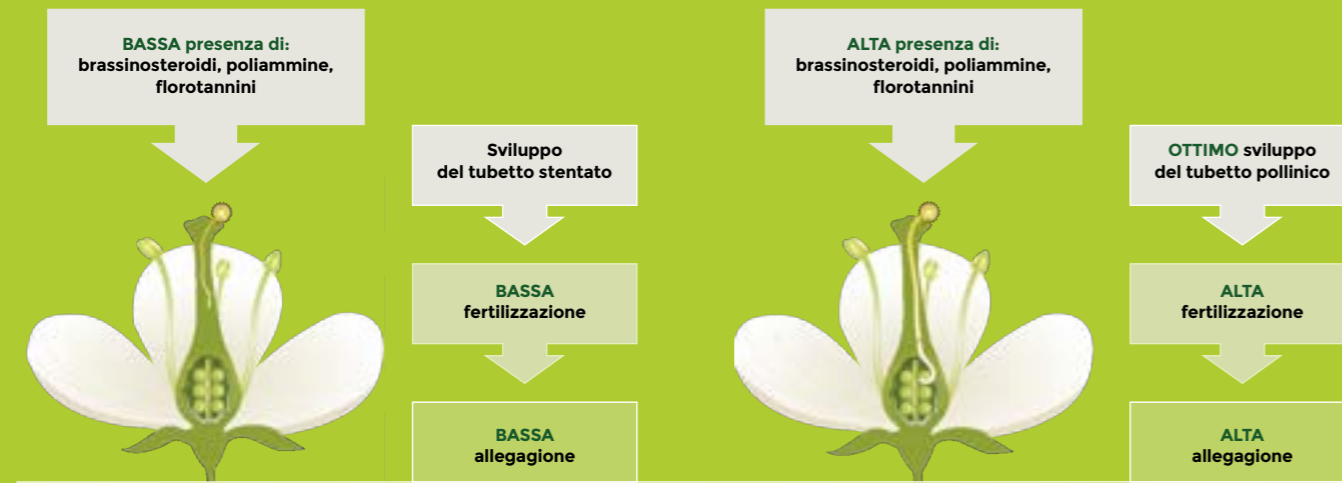 BASSA presenza di:
brassinosteroidi, poliammine,
florotannini
Sviluppo
del tubetto stentato
BASSA
fertilizzazione
BASSA
allegagione
ALTA presenza di:
brassinosteroidi, poliammine,
florotannini
OTTIMO sviluppo
del tubetto pollinico
ALTA
fertilizzazione
ALTA
allegagione